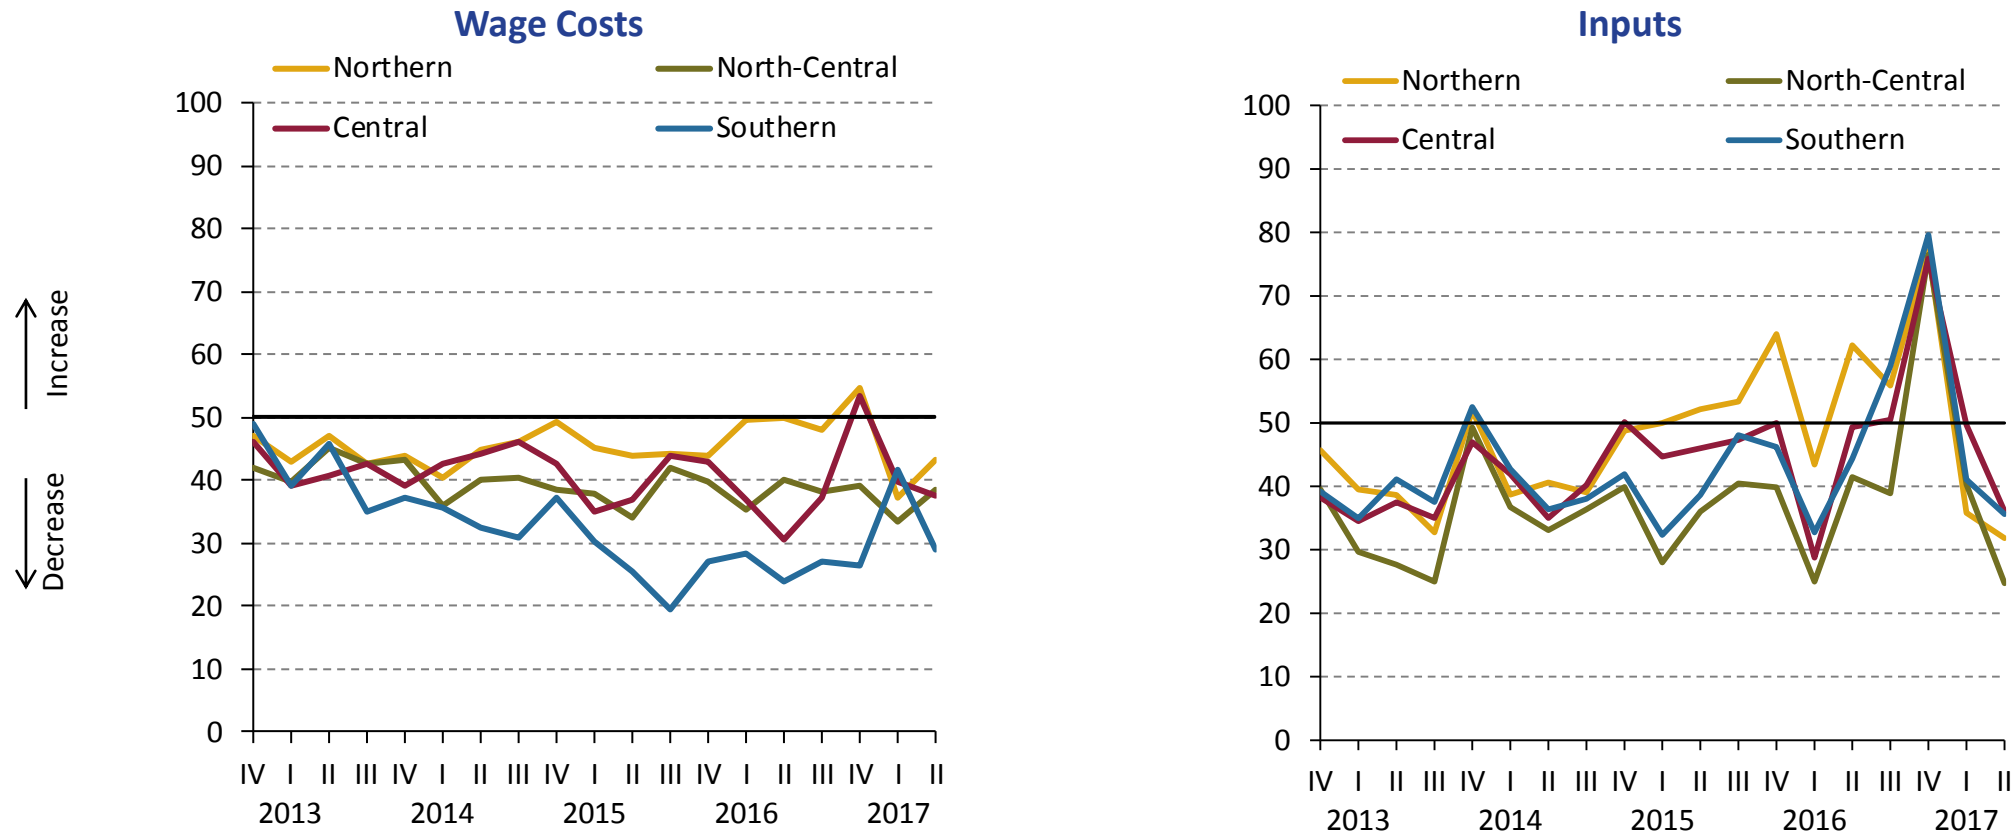 Wage Costs
Northern
North-Central
Central
Southern
100
90
80
70
60
50
40
30
20
10
0
Increase
Decrease
IV I II III IV I II III IV I II III IV I II III IV I II
2013 2014 2015 2016 2017
Inputs
Northern
North-Central
Central
Southern
100
90
80
70
60
50
40
30
20
10
0
IV I II III IV I II III IV I II III IV I II III IV I II
2013 2014 2015 2016 2017